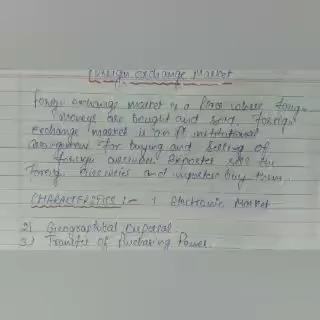 Foreign exchange Market
foreign exchange market is a place where foreign
moneys are bought and sold. Foreign
exchange market is an institutional
arrangement for buying and selling of
foreign currencies. Exporter sell the
foreign currencies and importers buy them.
CHARACTERISTICS :- 1 Electronic Market
2) Geographical Dispersal
3) Transfer of Purchasing Power